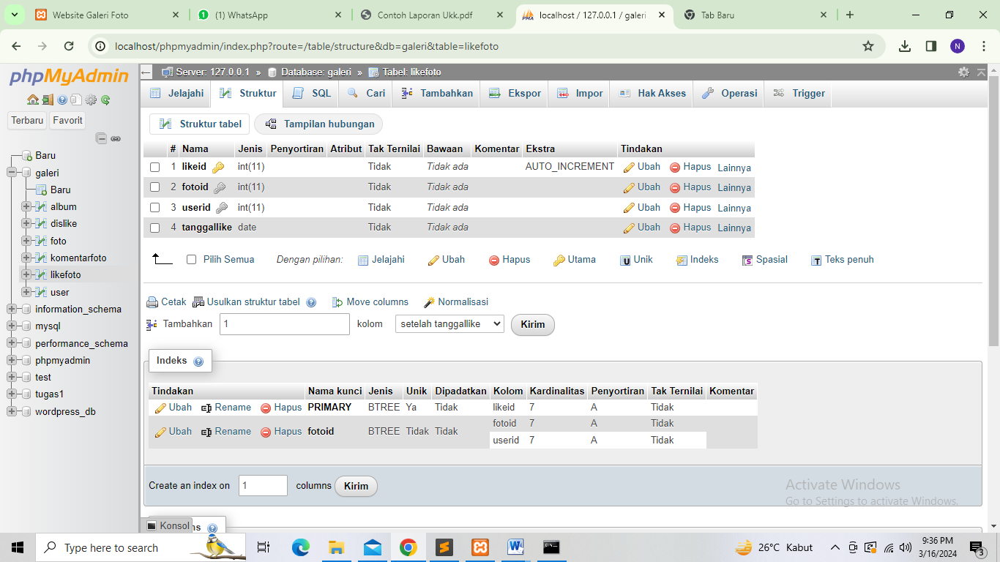 Website Galeri Foto
(1) WhatsApp
Contoh Laporan Ukk.pdf
localhost / 127.0.0.1 / galeri
Tab Baru
localhost/phpmyadmin/index.php?route=/table/structure&db=galeri&table=likefoto
N
phpMyAdmin
Terbaru Favorit
Baru
galeri
Baru
album
dislike
foto
komentarfoto
likefoto
user
information_schema
mysql
performance_schema
phpmyadmin
test
tugas1
wordpress_db
Server: 127.0.0.1 » Database: galeri » Tabel: likefoto
Jelajahi Struktur SQL Cari Tambahkan Ekspor Impor Hak Akses Operasi Trigger
Struktur tabel Tampilan hubungan
# Nama Jenis Penyortiran Atribut Tak Ternilai Bawaan Komentar Ekstra Tindakan
1 likeid int(11) Tidak Tidak ada AUTO_INCREMENT Ubah Hapus Lainnya
2 fotoid int(11) Tidak Tidak ada Ubah Hapus Lainnya
3 userid int(11) Tidak Tidak ada Ubah Hapus Lainnya
4 tanggallike date Tidak Tidak ada Ubah Hapus Lainnya
Pilih Semua Dengan pilihan: Jelajahi Ubah Hapus Utama Unik Indeks Spasial Teks penuh
Cetak Usulkan struktur tabel Move columns Normalisasi
Tambahkan 1 kolom setelah tanggallike Kirim
Indeks
Tindakan Nama kunci Jenis Unik Dipadatkan Kolom Kardinalitas Penyortiran Tak Ternilai Komentar
Ubah Rename Hapus PRIMARY BTREE Ya Tidak likeid 7 A Tidak
Ubah Rename Hapus fotoid BTREE Tidak Tidak fotoid 7 A Tidak
userid 7 A Tidak
Create an index on 1 columns Kirim
Activate Windows
Go to Settings to activate Windows.
Konsol
Type here to search
26°C Kabut
9:36 PM
3/16/2024
3